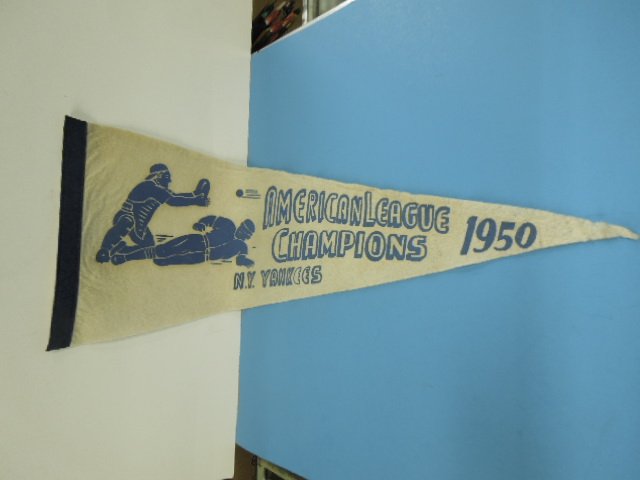 AMERICAN LEAGUE
CHAMPIONS
1950
N.Y. YANKEES